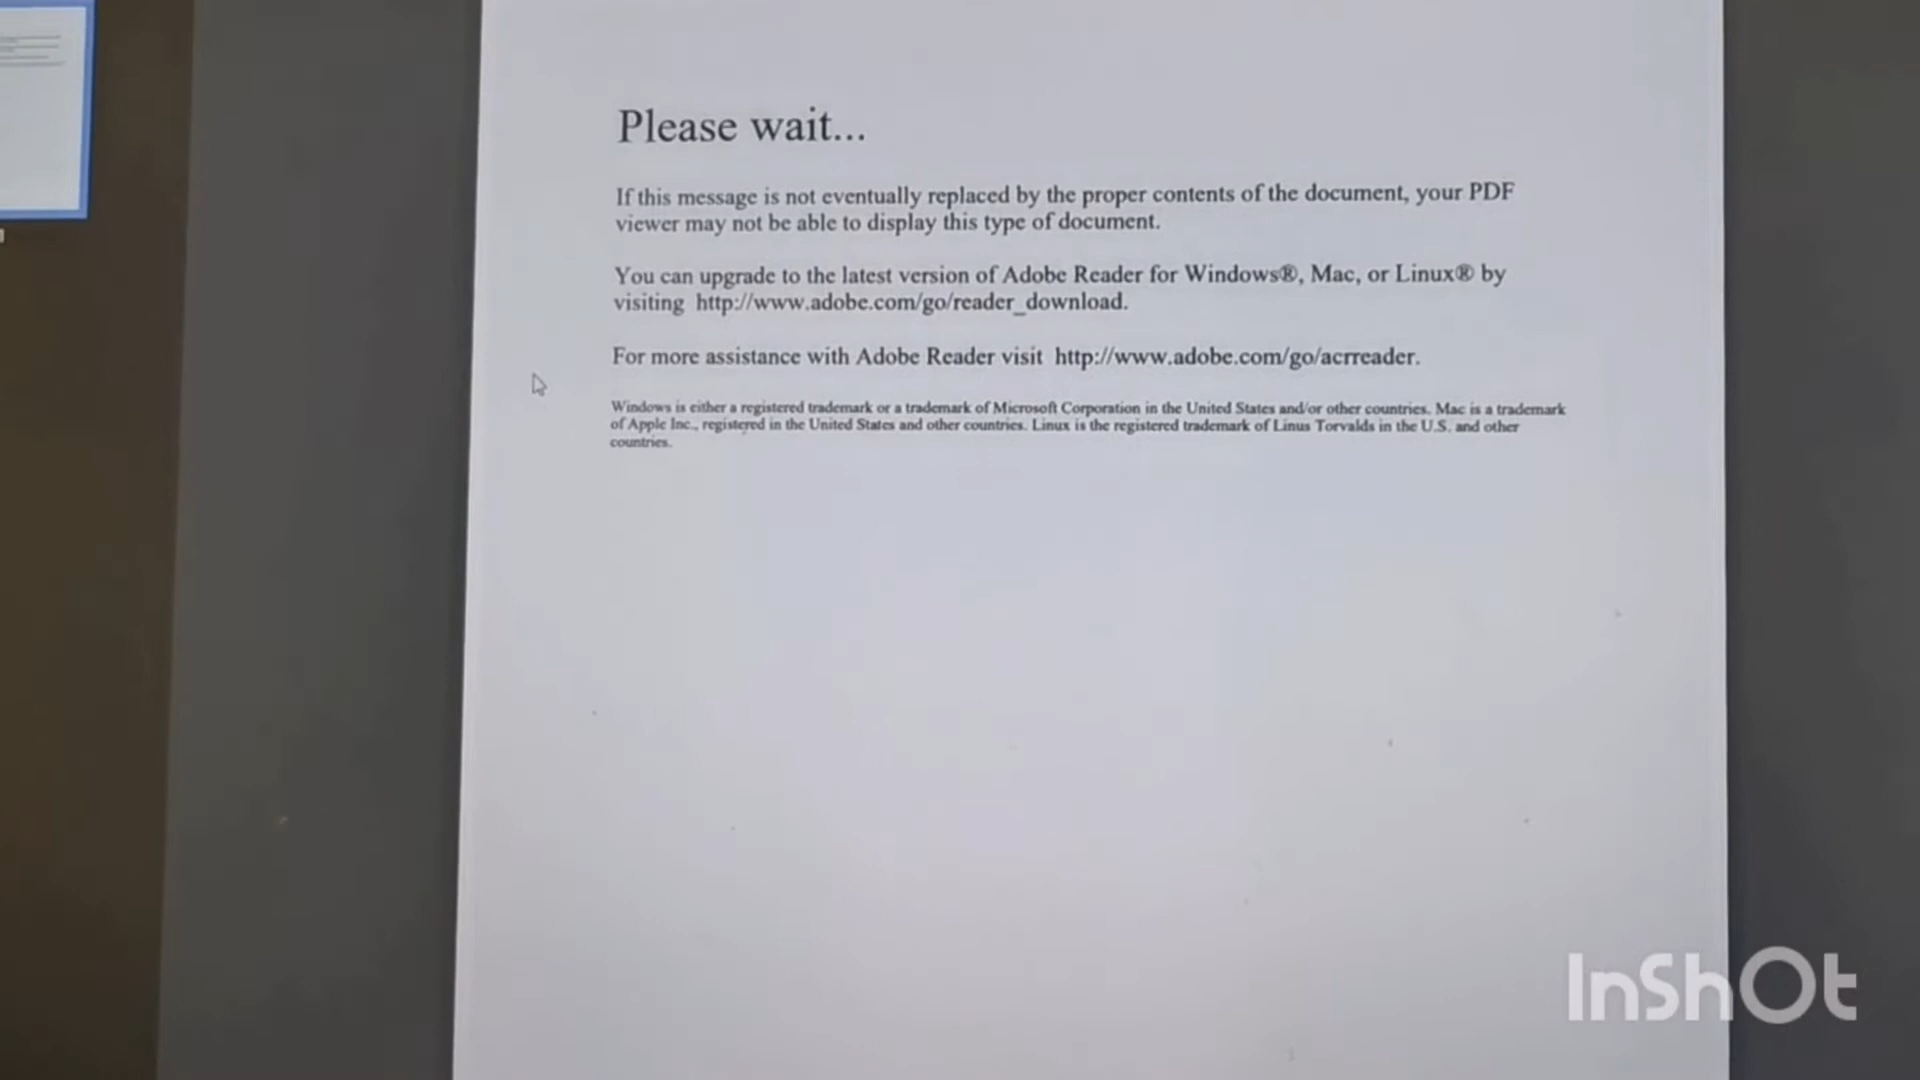 Please wait...
If this message is not eventually replaced by the proper contents of the document, your PDF
viewer may not be able to display this type of document.
You can upgrade to the latest version of Adobe Reader for Windows®, Mac, or Linux® by
visiting http://www.adobe.com/go/reader_download.
For more assistance with Adobe Reader visit http://www.adobe.com/go/acrreader.
Windows is either a registered trademark or a trademark of Microsoft Corporation in the United States and/or other countries. Mac is a trademark
of Apple Inc., registered in the United States and other countries. Linux is the registered trademark of Linus Torvalds in the U.S. and other
countries.
InShOt